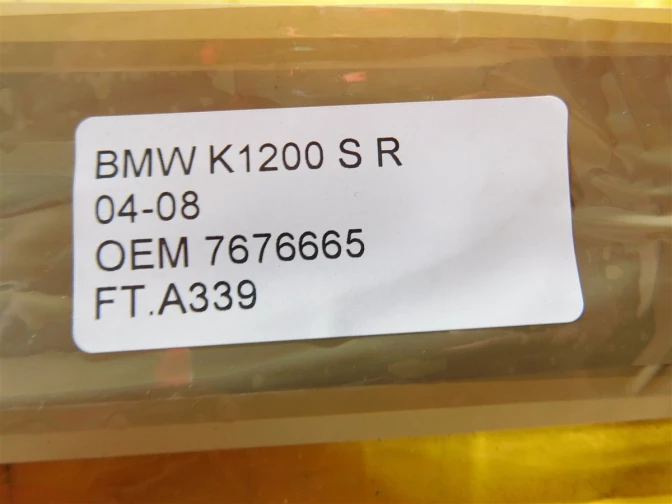 BMW K1200 S R
04-08
OEM 7676665
FT.A339